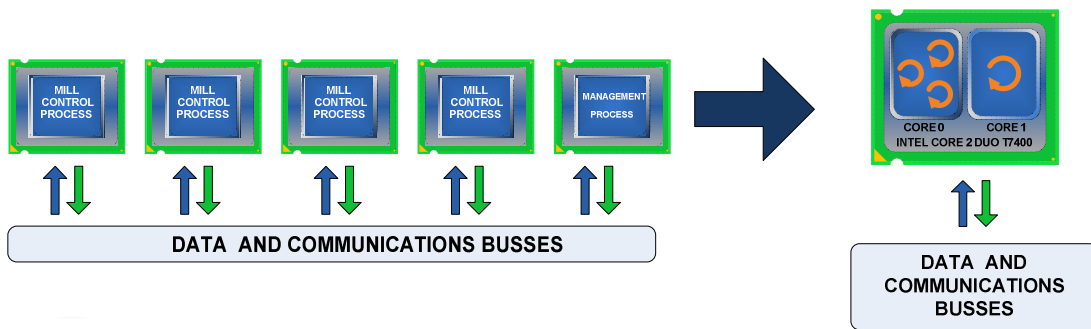 MILL
CONTROL
PROCESS
MILL
CONTROL
PROCESS
MILL
CONTROL
PROCESS
MILL
CONTROL
PROCESS
MANAGEMENT
PROCESS
DATA AND COMMUNICATIONS BUSSES
CORE 0
CORE 1
INTEL CORE 2 DUO T7400
DATA AND
COMMUNICATIONS
BUSSES